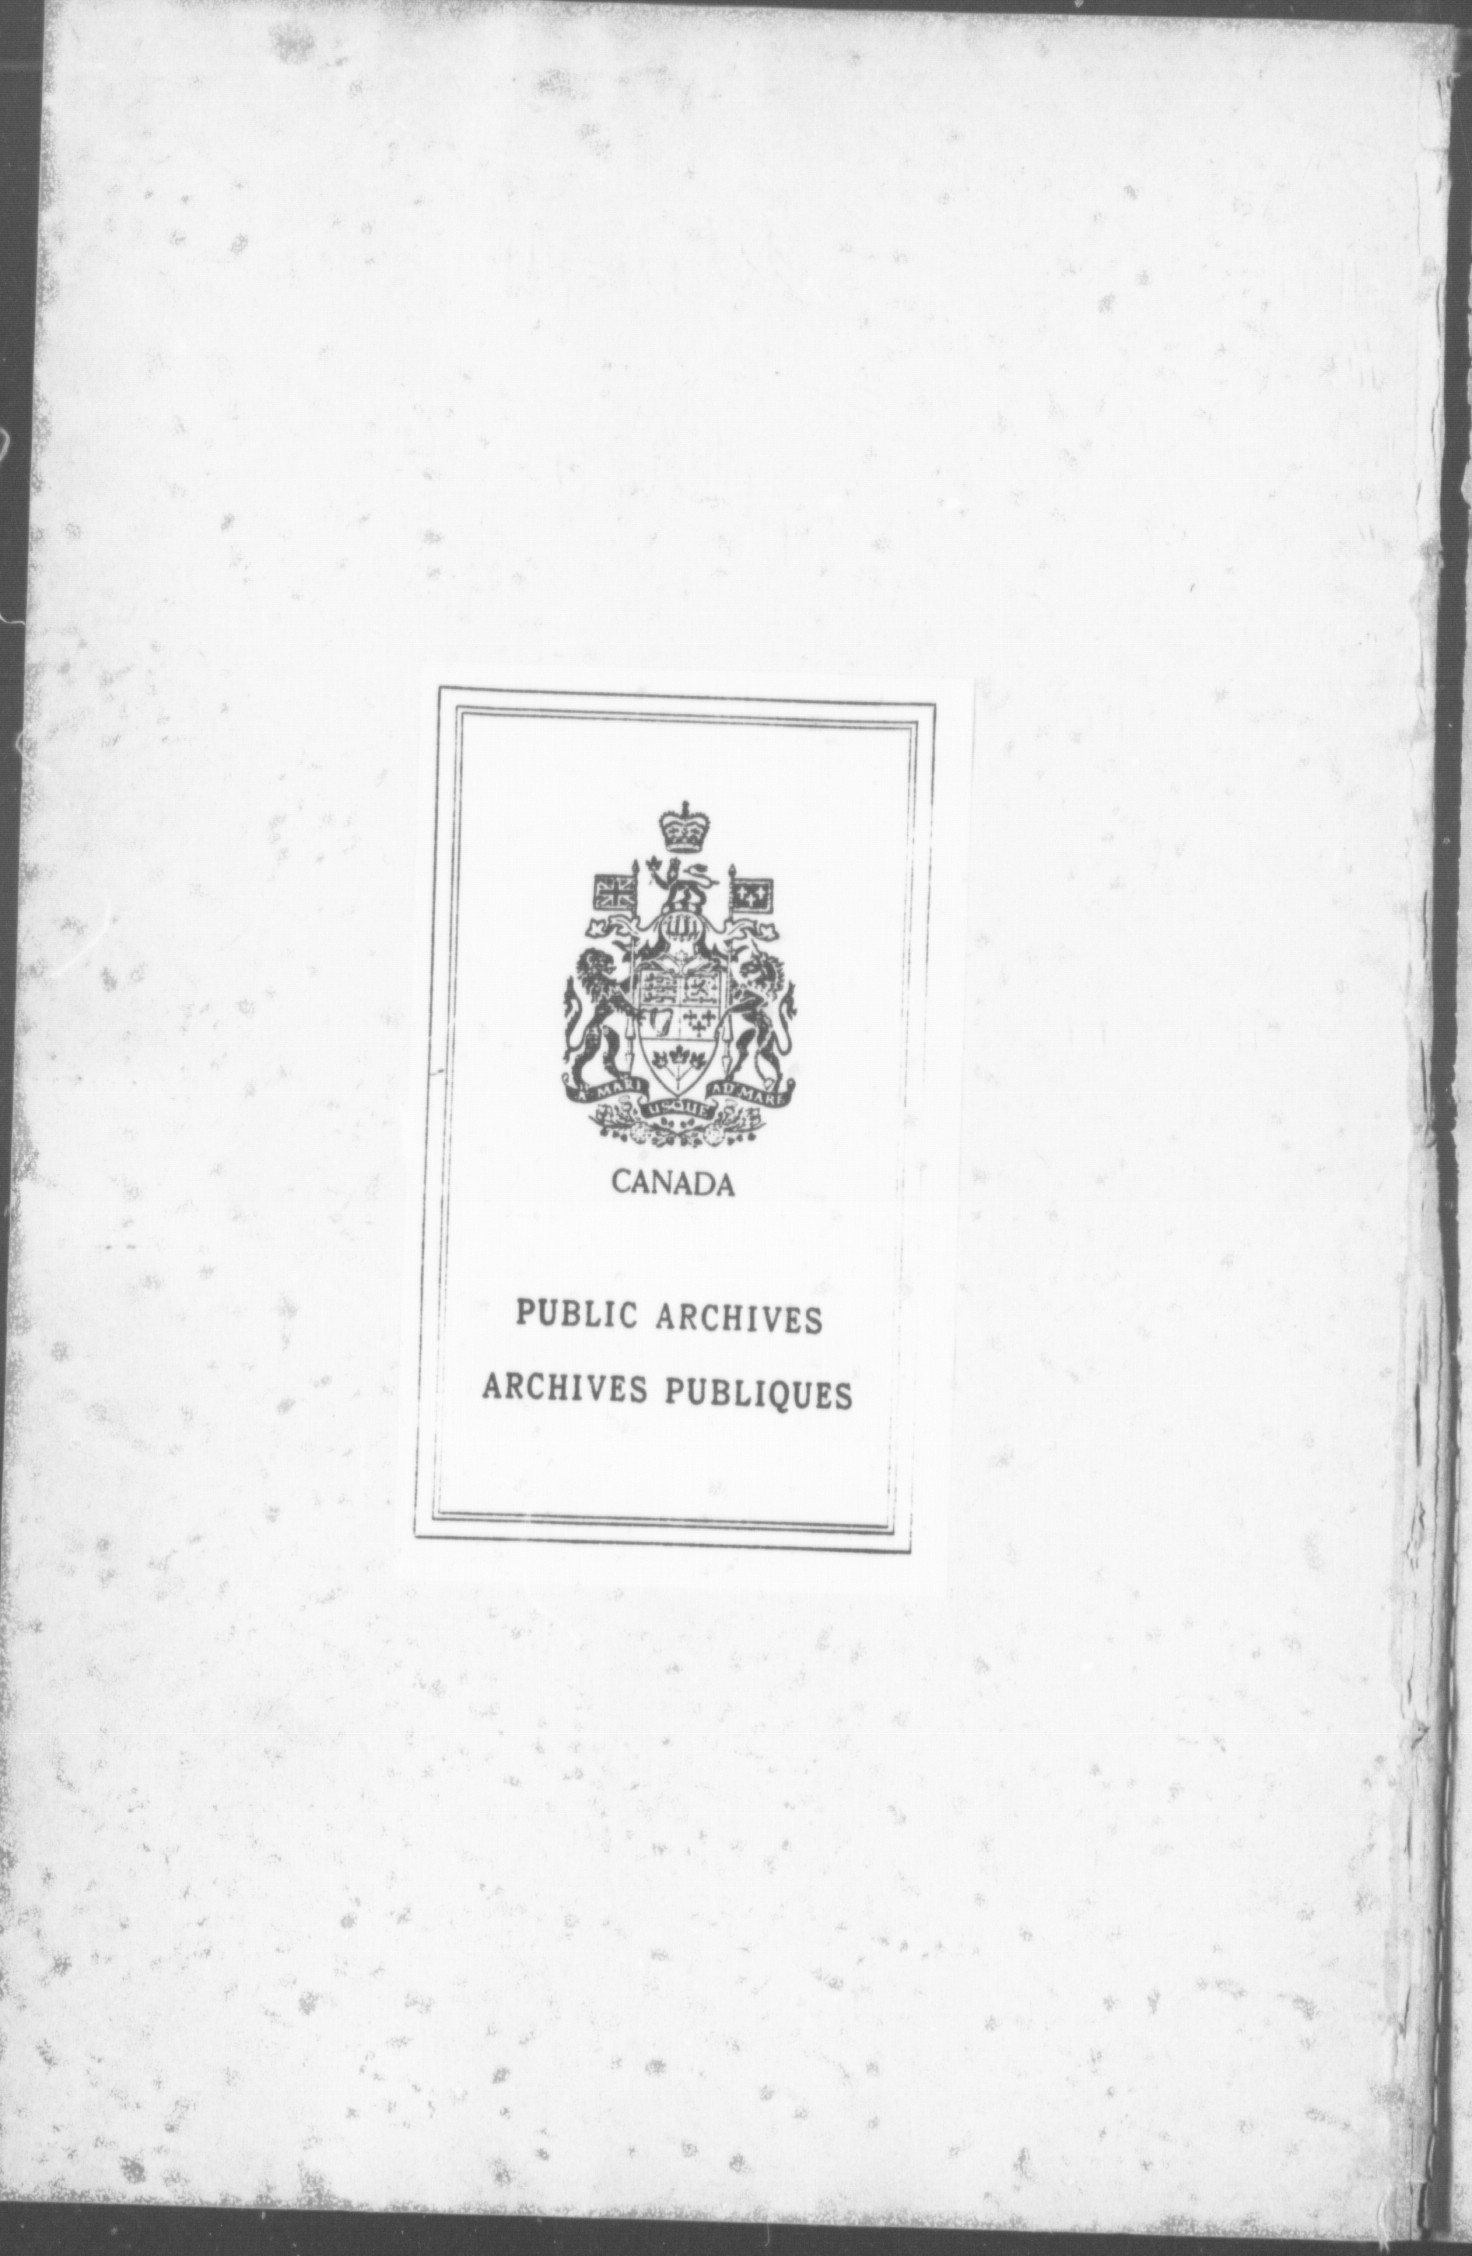 A MARI USQUE AD MARE
CANADA
PUBLIC ARCHIVES
ARCHIVES PUBLIQUES